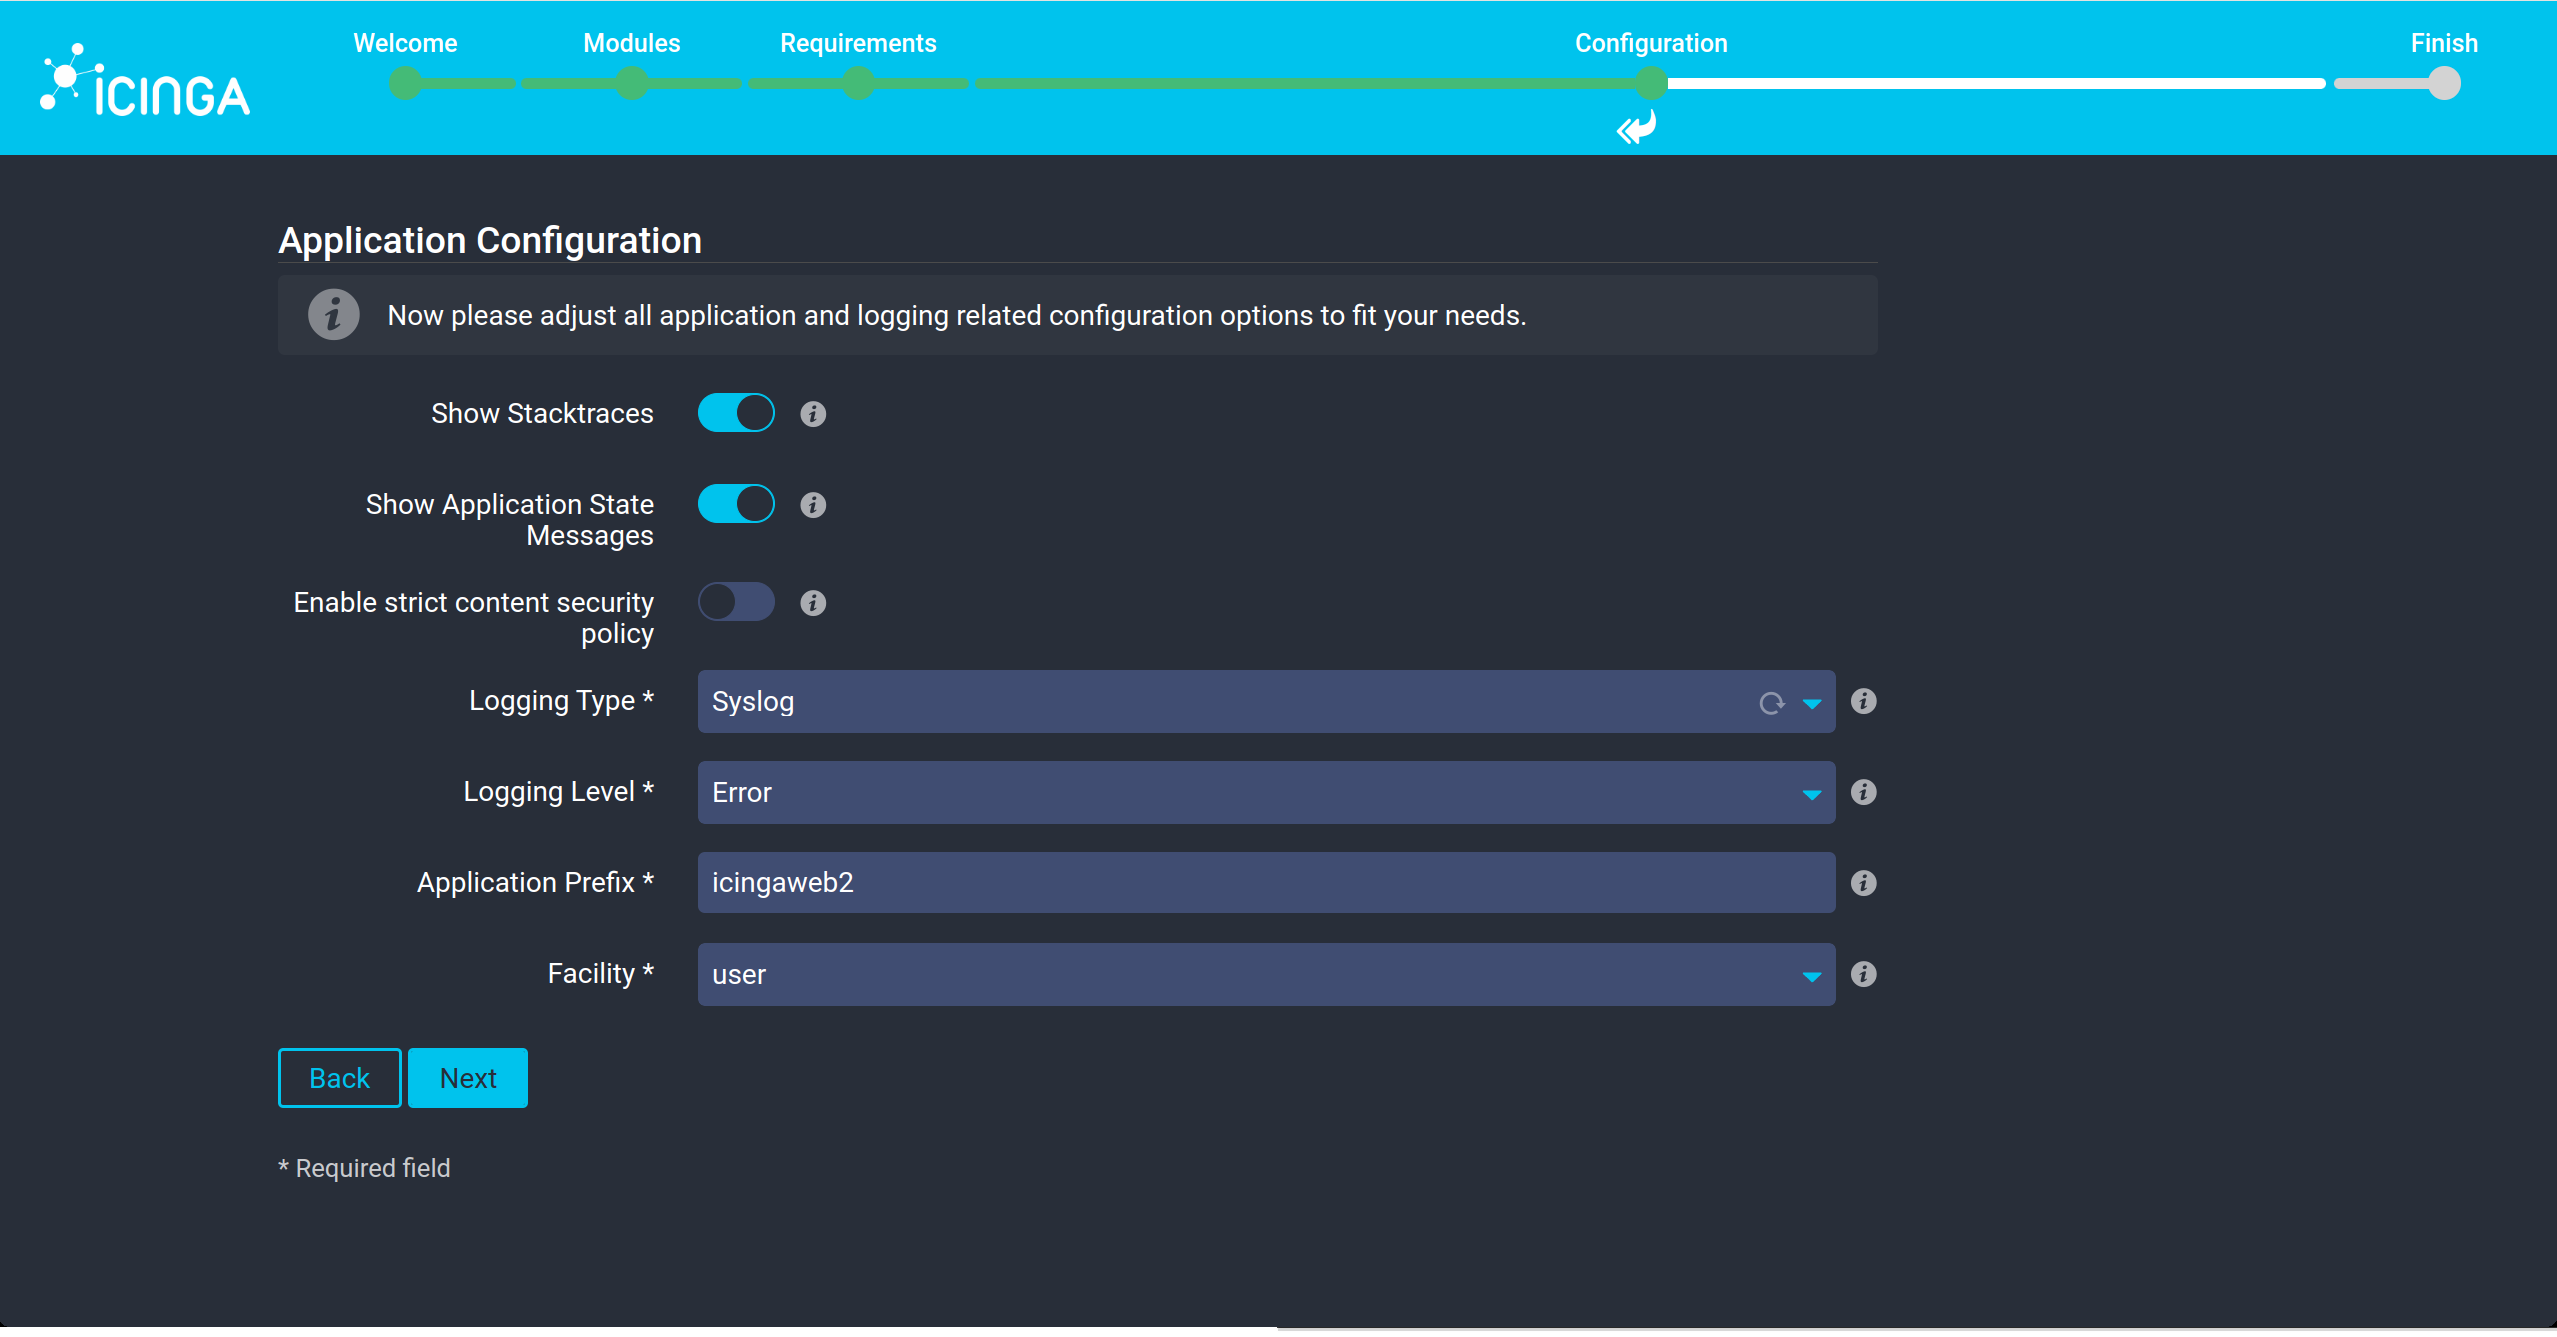 Welcome Modules Requirements Configuration Finish
ICINGA
Application Configuration
Now please adjust all application and logging related configuration options to fit your needs.
Show Stacktraces
Show Application State
Messages
Enable strict content security
policy
Logging Type * Syslog
Logging Level * Error
Application Prefix * icingaweb2
Facility * user
Back Next
* Required field